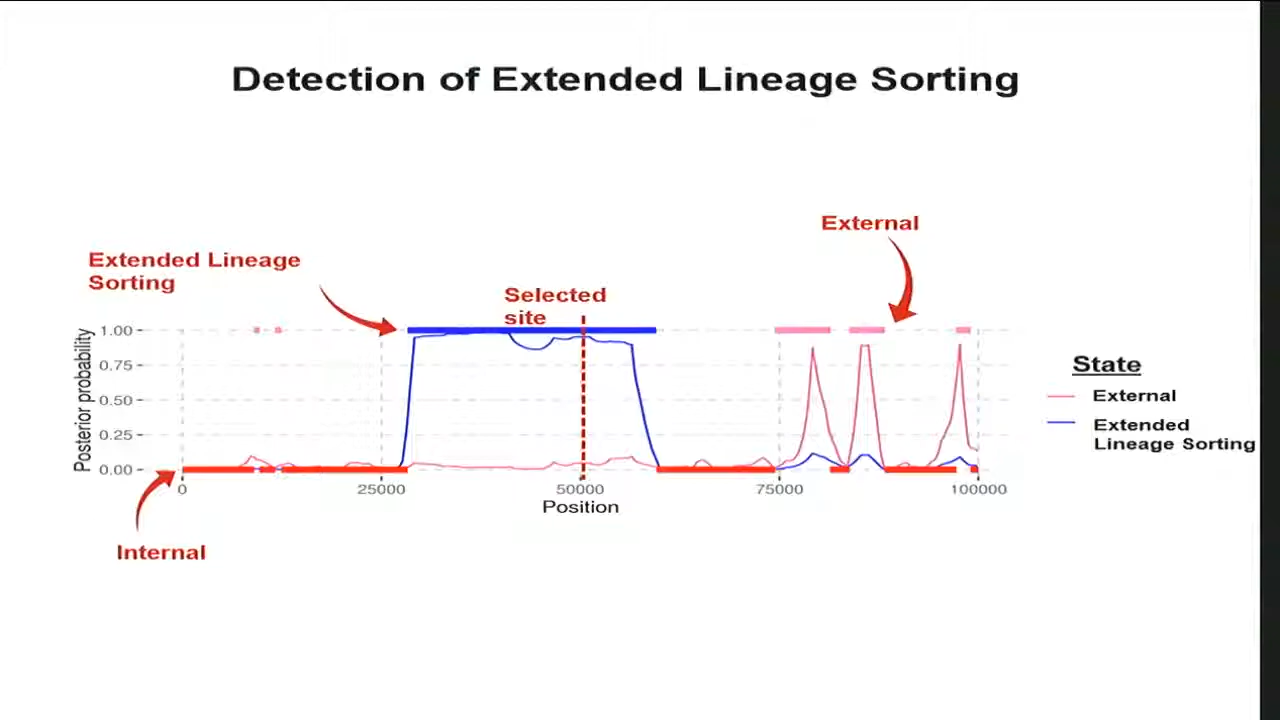 Detection of Extended Lineage Sorting
External
Extended Lineage
Sorting
Selected
site
1.00
0.75
0.50
0.25
0.00
Posterior probability
0
25000
50000
75000
100000
Position
Internal
State
External
Extended
Lineage Sorting